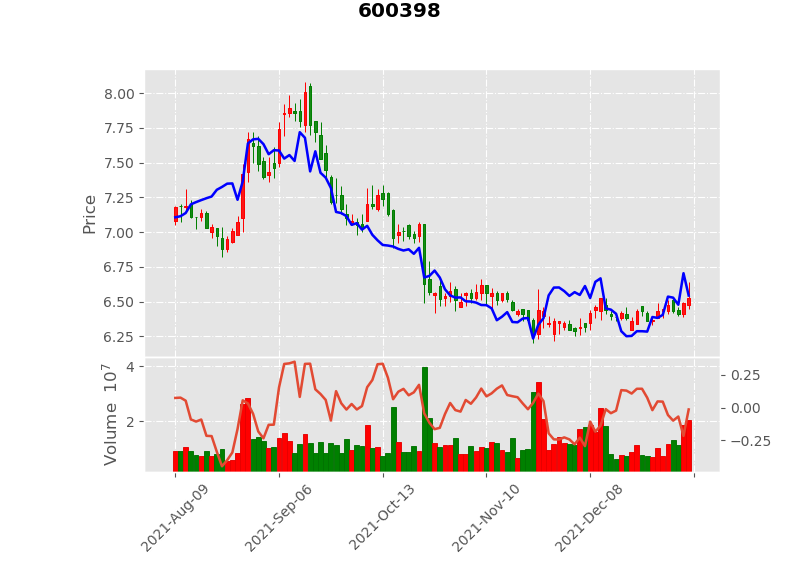 600398
8.00
7.75
7.50
7.25
7.00
6.75
6.50
6.25
Price
4
2
Volume 10^7
0.25
0.00
−0.25
2021-Aug-09
2021-Sep-06
2021-Oct-13
2021-Nov-10
2021-Dec-08